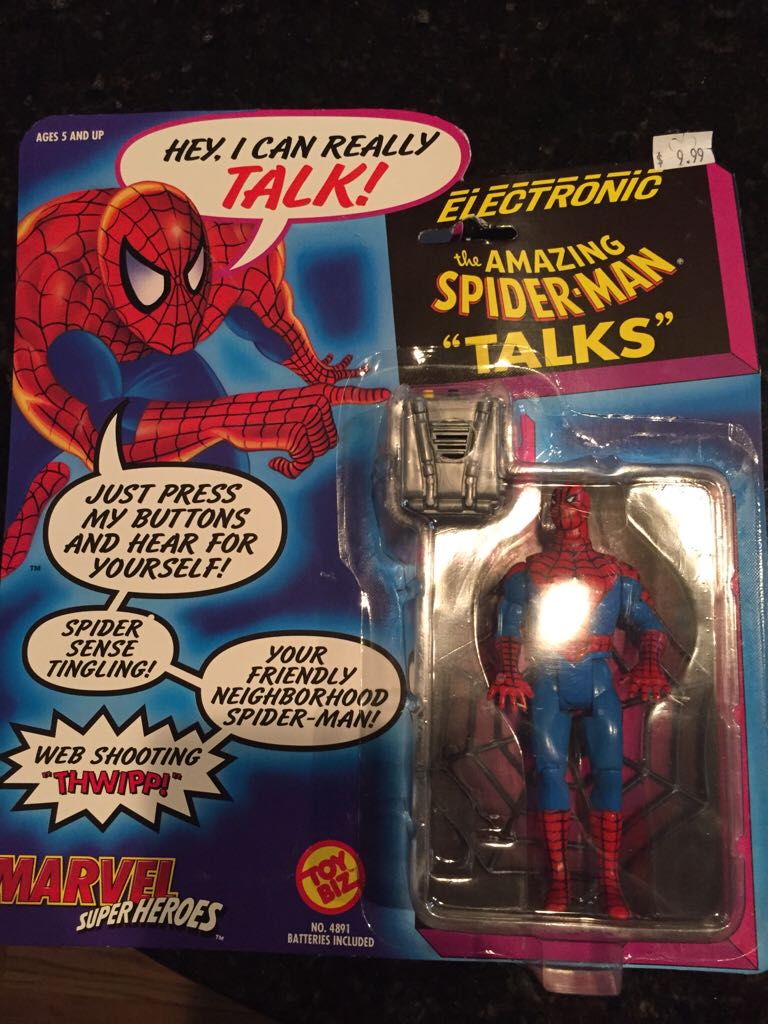 AGES 5 AND UP
HEY, I CAN REALLY
TALK!
$ 9.99
ELECTRONIC
the AMAZING
SPIDER-MAN®
"TALKS"
JUST PRESS
MY BUTTONS
AND HEAR FOR
YOURSELF!
TM
SPIDER
SENSE
TINGLING!
YOUR
FRIENDLY
NEIGHBORHOOD
SPIDER-MAN!
WEB SHOOTING
"THWIPP!"
MARVEL
SUPER HEROES
TM
TOY
BIZ
NO. 4891
BATTERIES INCLUDED